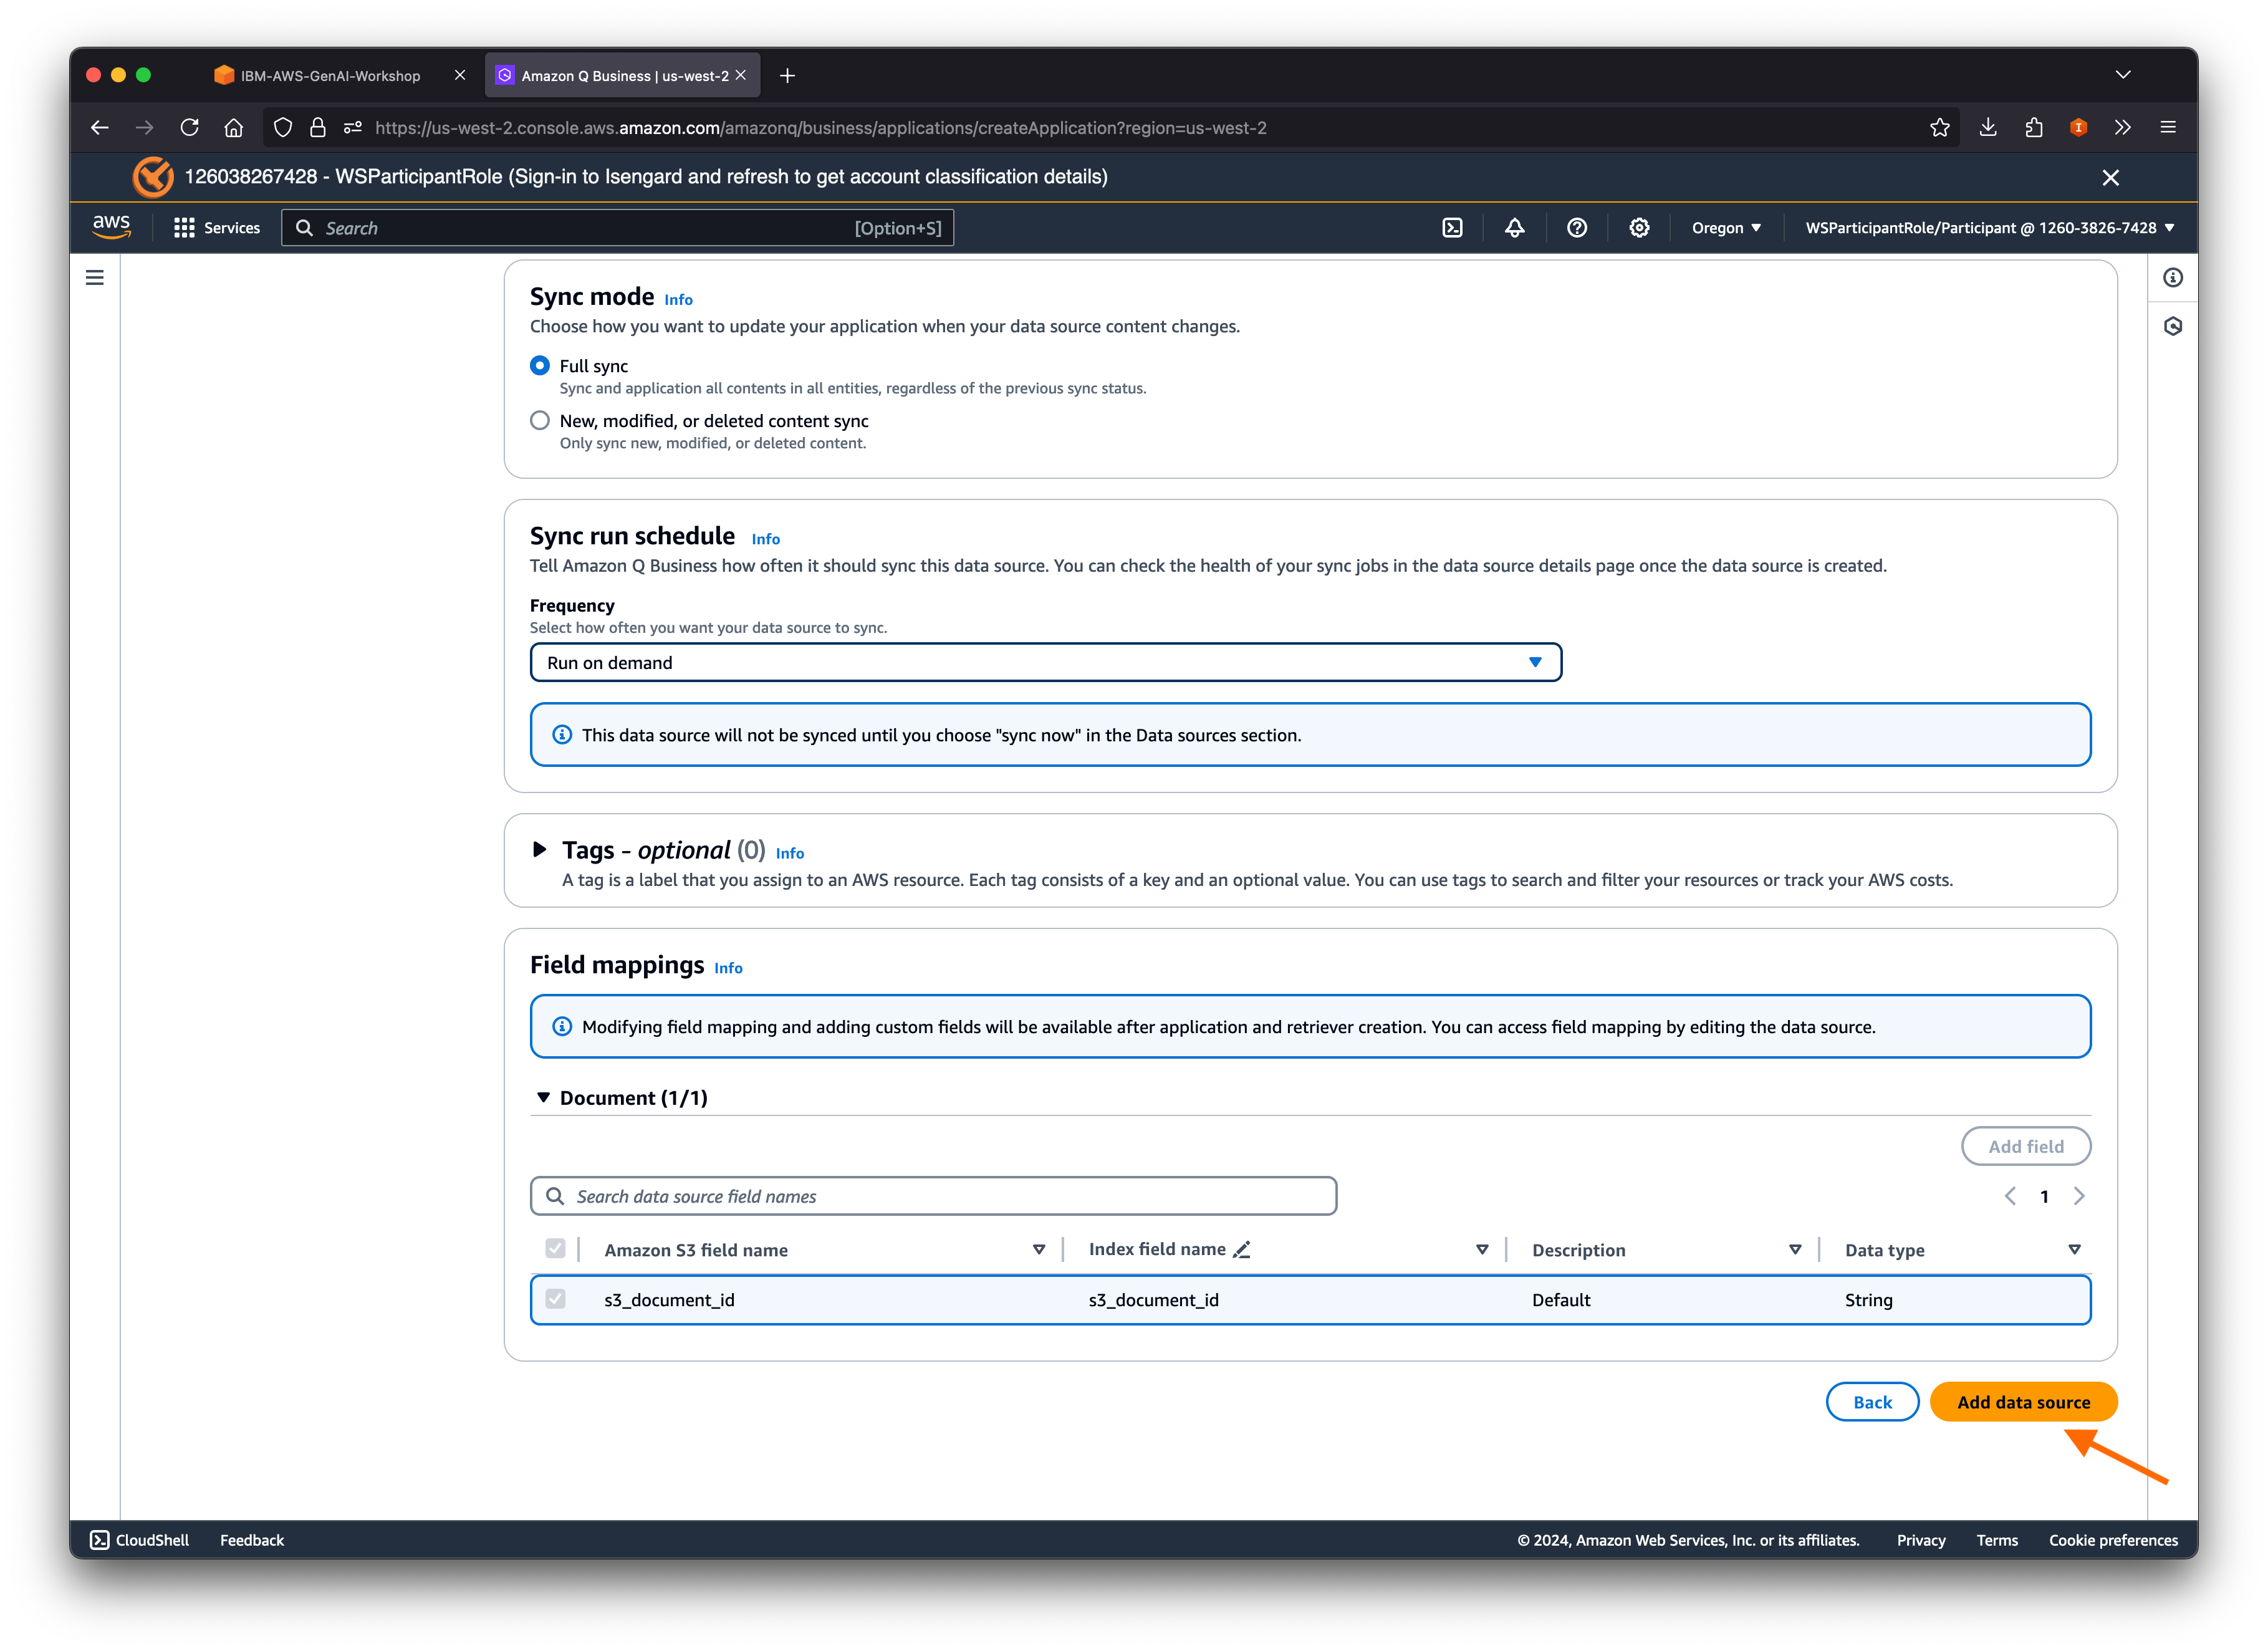 IBM-AWS-GenAI-Workshop
Amazon Q Business | us-west-2
https://us-west-2.console.aws.amazon.com/amazonq/business/applications/createApplication?region=us-west-2
126038267428 - WSParticipantRole (Sign-in to Isengard and refresh to get account classification details)
aws
Services
Search
[Option+S]
Oregon
WSParticipantRole/Participant @ 1260-3826-7428
Sync mode Info
Choose how you want to update your application when your data source content changes.
Full sync
Sync and application all contents in all entities, regardless of the previous sync status.
New, modified, or deleted content sync
Only sync new, modified, or deleted content.
Sync run schedule Info
Tell Amazon Q Business how often it should sync this data source. You can check the health of your sync jobs in the data source details page once the data source is created.
Frequency
Select how often you want your data source to sync.
Run on demand
This data source will not be synced until you choose "sync now" in the Data sources section.
Tags - optional (0) Info
A tag is a label that you assign to an AWS resource. Each tag consists of a key and an optional value. You can use tags to search and filter your resources or track your AWS costs.
Field mappings Info
Modifying field mapping and adding custom fields will be available after application and retriever creation. You can access field mapping by editing the data source.
Document (1/1)
Add field
Search data source field names
1
Amazon S3 field name Index field name Description Data type
s3_document_id s3_document_id Default String
Back
Add data source
CloudShell Feedback © 2024, Amazon Web Services, Inc. or its affiliates. Privacy Terms Cookie preferences